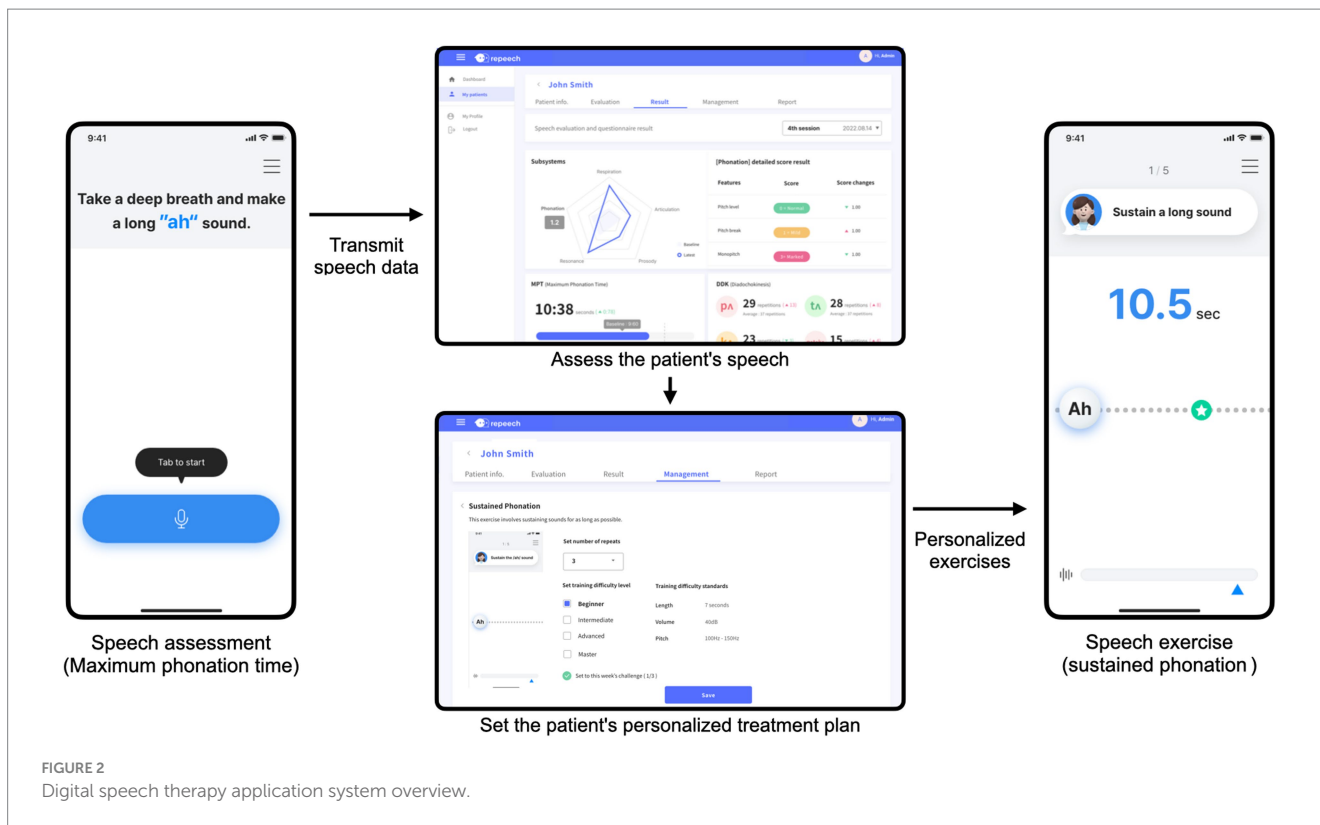 9:41
Take a deep breath and make
a long "ah" sound.
Tab to start
Speech assessment
(Maximum phonation time)
Transmit
speech data
repeech
Hi, Admin
Dashboard
My patients
My Profile
Logout
< John Smith
Patient info. Evaluation Result Management Report
Speech evaluation and questionnaire result
4th session 2022.08.14
Subsystems
Respiration
Phonation
1.2
Articulation
Resonance
Prosody
Baseline
Latest
[Phonation] detailed score result
Features Score Score changes
Pitch level 1.00
Pitch break 1.00
Monopitch 1.00
MPT (Maximum Phonation Time)
10:38 seconds
DDK (Diadochokinesis)
pʌ 29 repetitions
tʌ 28 repetitions
23 repetitions
15 repetitions
Assess the patient's speech
repeech
Hi, Admin
< John Smith
Patient info. Evaluation Result Management Report
< Sustained Phonation
This exercise involves sustaining sounds for as long as possible.
Sustain the /ah/ sound
Ah
Set number of repeats
3
Set training difficulty level
Beginner
Intermediate
Advanced
Master
Training difficulty standards
Length 7 seconds
Volume 40dB
Pitch 100Hz - 150Hz
Set to this week's challenge (1/3)
Save
Set the patient's personalized treatment plan
Personalized
exercises
9:41
1 / 5
Sustain a long sound
10.5 sec
Ah
Speech exercise
(sustained phonation )
FIGURE 2
Digital speech therapy application system overview.